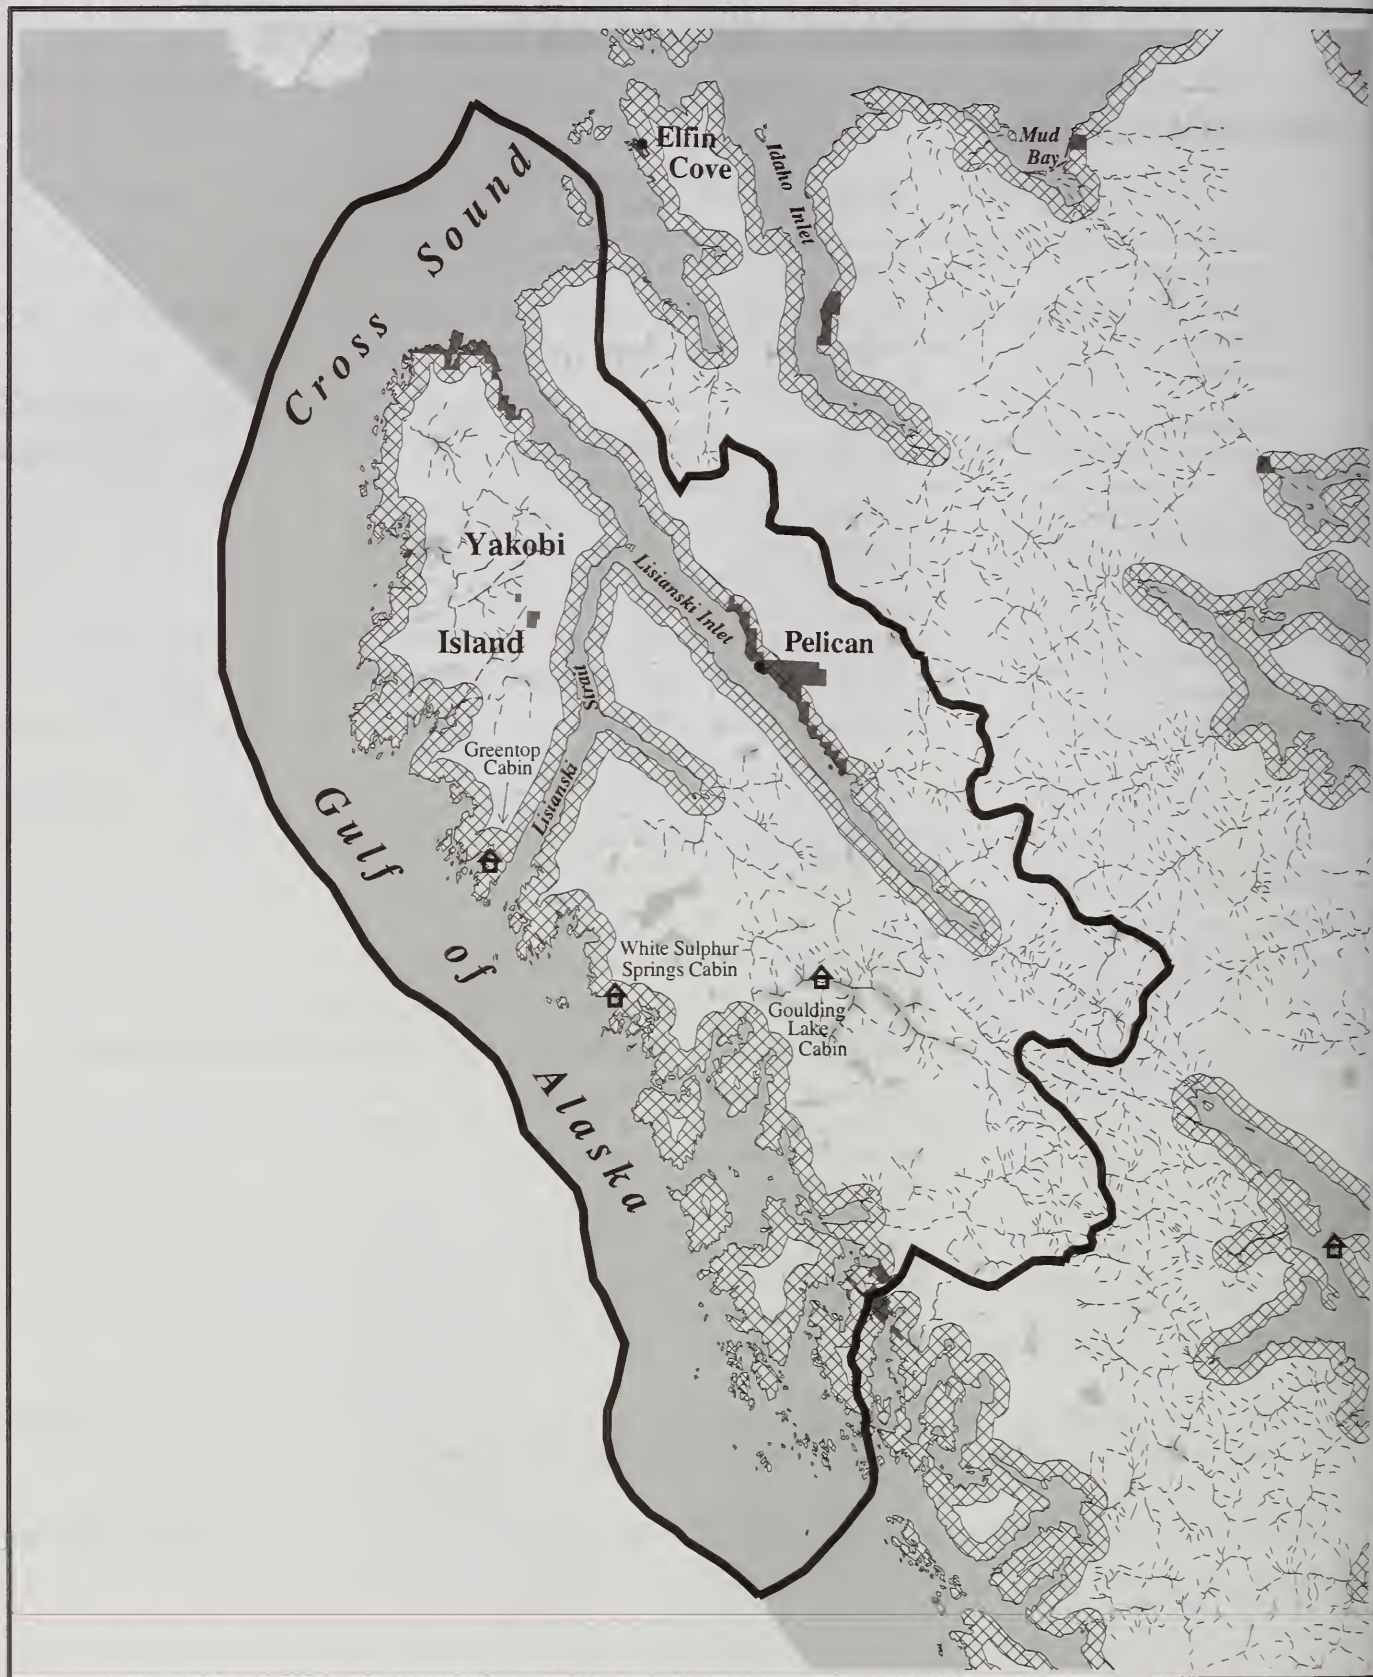 Elfin
Cove
Idaho Inlet
Mud
Bay
Cross Sound
Yakobi
Island
Lisianski Inlet
Pelican
Strait
Lisianski
Greentop
Cabin
Gulf of Alaska
White Sulphur
Springs Cabin
Goulding
Lake
Cabin